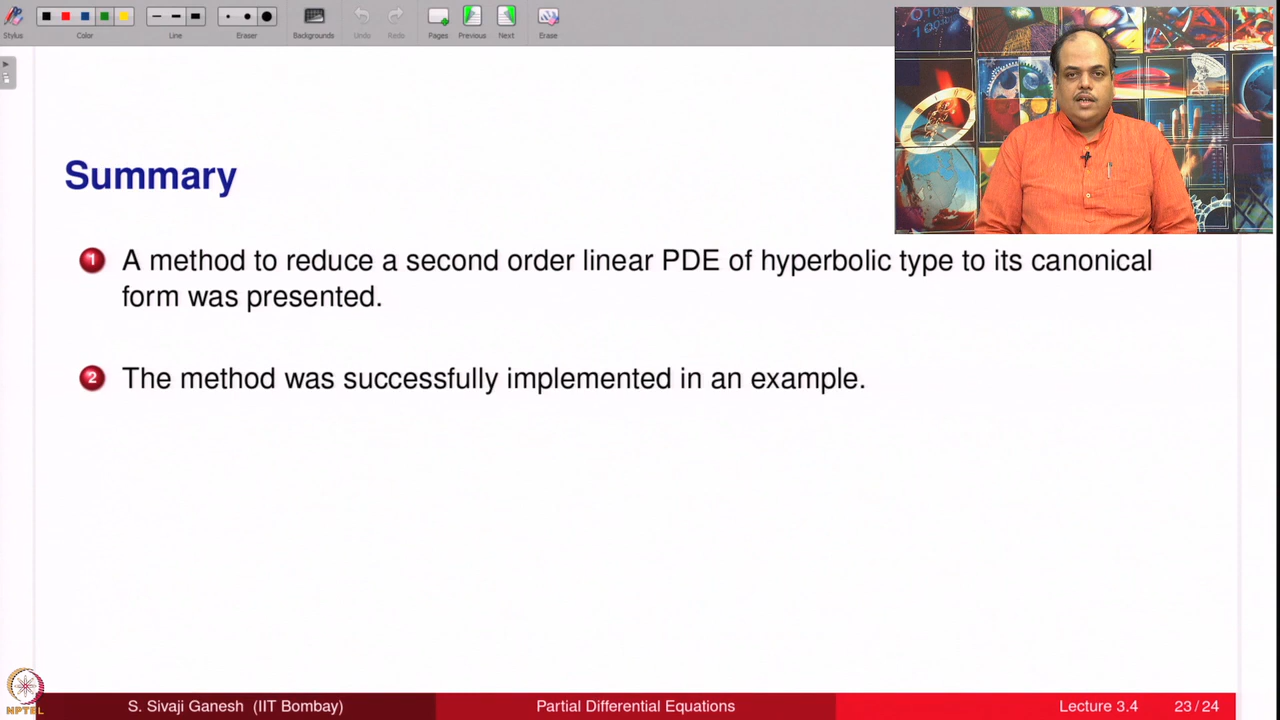 Stylus
Color
Line
Eraser
Backgrounds
Undo
Redo
Pages
Previous
Next
Erase
Summary
1 A method to reduce a second order linear PDE of hyperbolic type to its canonical
form was presented.
2 The method was successfully implemented in an example.
NPTEL
S. Sivaji Ganesh (IIT Bombay) Partial Differential Equations Lecture 3.4 23 / 24